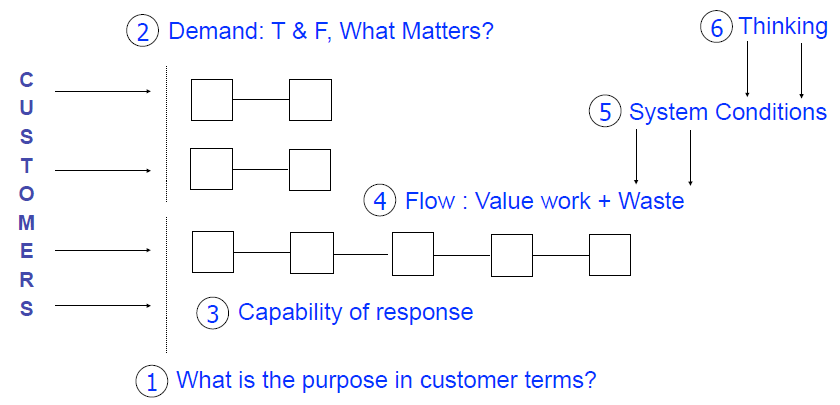 2 Demand: T & F, What Matters?
6 Thinking
CUSTOMERS
5 System Conditions
4 Flow : Value work + Waste
3 Capability of response
1 What is the purpose in customer terms?